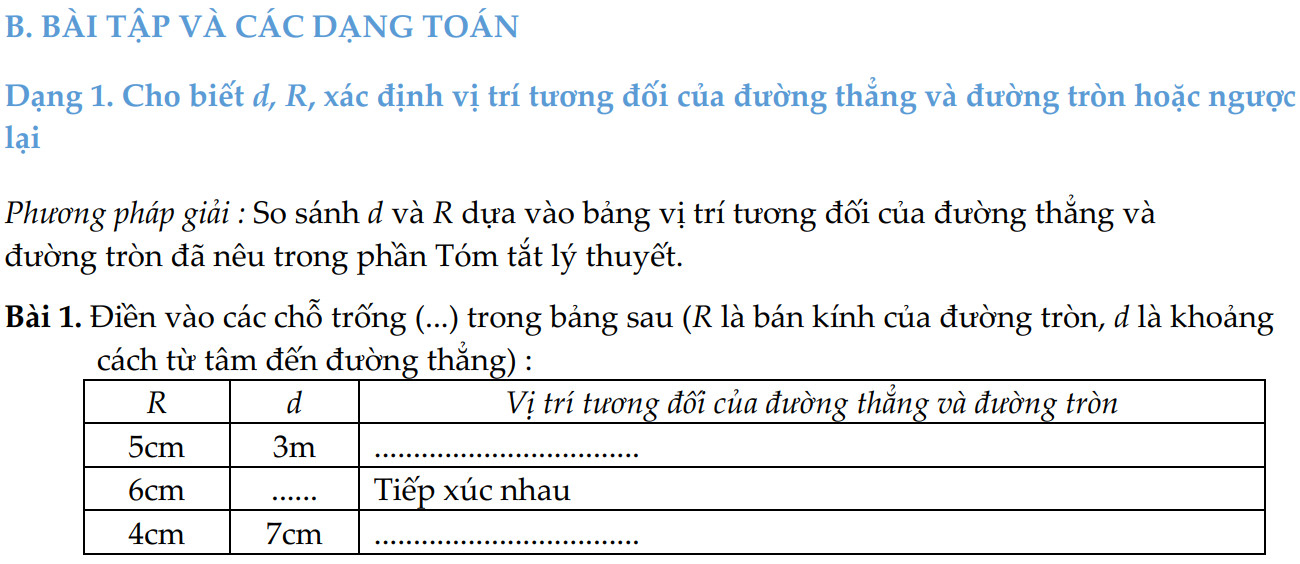 B. BÀI TẬP VÀ CÁC DẠNG TOÁN
Dạng 1. Cho biết d, R, xác định vị trí tương đối của đường thẳng và đường tròn hoặc ngược
lại
Phương pháp giải : So sánh d và R dựa vào bảng vị trí tương đối của đường thẳng và
đường tròn đã nêu trong phần Tóm tắt lý thuyết.
Bài 1. Điền vào các chỗ trống (...) trong bảng sau (R là bán kính của đường tròn, d là khoảng
cách từ tâm đến đường thẳng) :
R d Vị trí tương đối của đường thẳng và đường tròn
5cm 3m ..................................
6cm ...... Tiếp xúc nhau
4cm 7cm ..................................